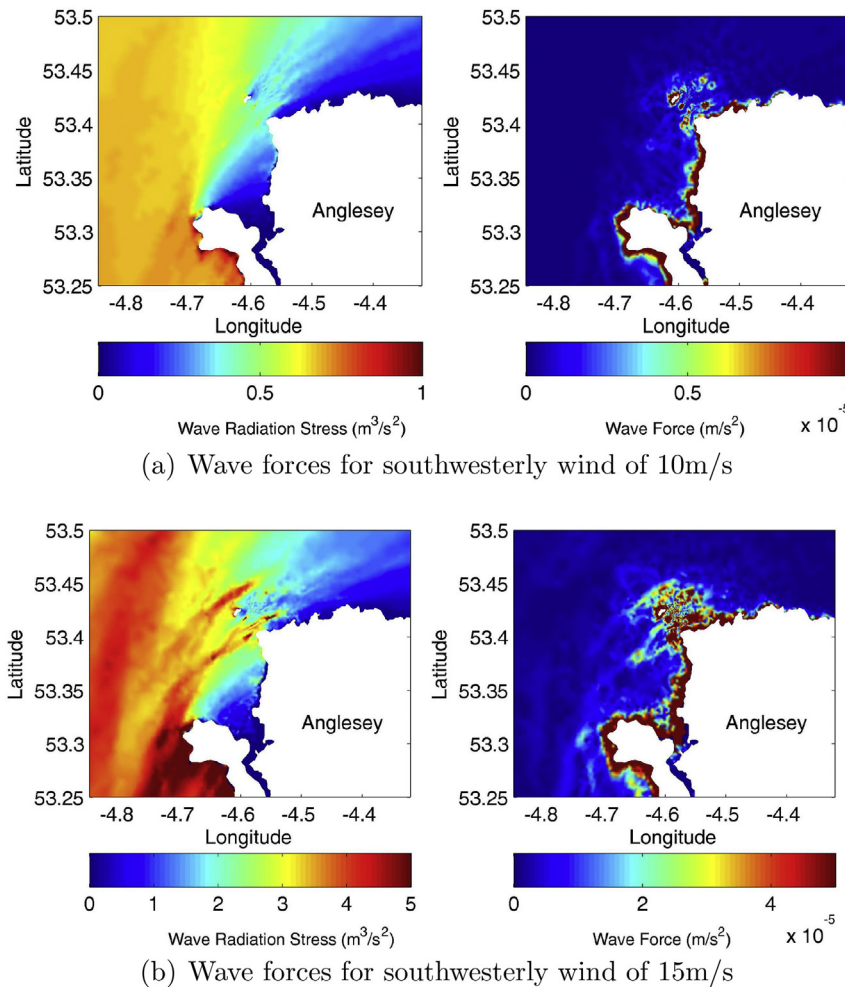 53.5
53.45
53.4
53.35
53.3
53.25
Latitude
Anglesey
-4.8 -4.7 -4.6 -4.5 -4.4
Longitude
0 0.5 1
Wave Radiation Stress (m³/s²)
53.5
53.45
53.4
53.35
53.3
53.25
Latitude
Anglesey
-4.8 -4.7 -4.6 -4.5 -4.4
Longitude
0 0.5
Wave Force (m/s²) x 10⁻⁵
(a) Wave forces for southwesterly wind of 10m/s
53.5
53.45
53.4
53.35
53.3
53.25
Latitude
Anglesey
-4.8 -4.7 -4.6 -4.5 -4.4
Longitude
0 1 2 3 4 5
Wave Radiation Stress (m³/s²)
53.5
53.45
53.4
53.35
53.3
53.25
Latitude
Anglesey
-4.8 -4.7 -4.6 -4.5 -4.4
Longitude
0 2 4
Wave Force (m/s²) x 10⁻⁵
(b) Wave forces for southwesterly wind of 15m/s